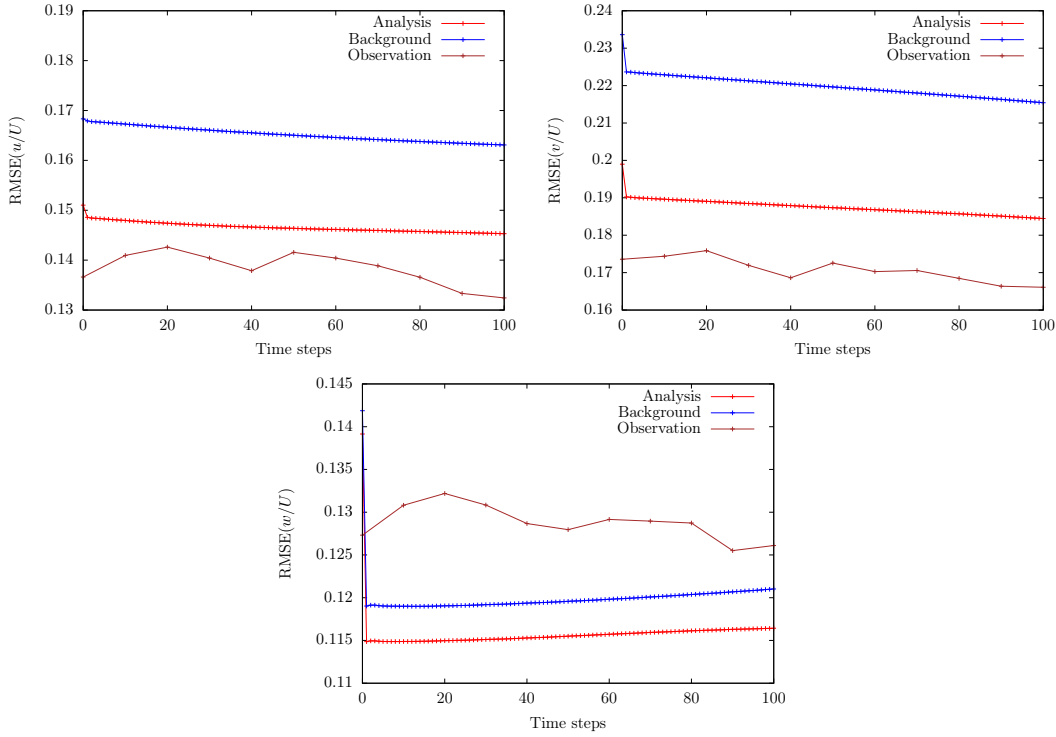 0.19
0.18
0.17
0.16
0.15
0.14
0.13
0 20 40 60 80 100
RMSE(u/U)
Time steps
Analysis
Background
Observation
0.24
0.23
0.22
0.21
0.2
0.19
0.18
0.17
0.16
0 20 40 60 80 100
RMSE(v/U)
Time steps
Analysis
Background
Observation
0.145
0.14
0.135
0.13
0.125
0.12
0.115
0.11
0 20 40 60 80 100
RMSE(w/U)
Time steps
Analysis
Background
Observation